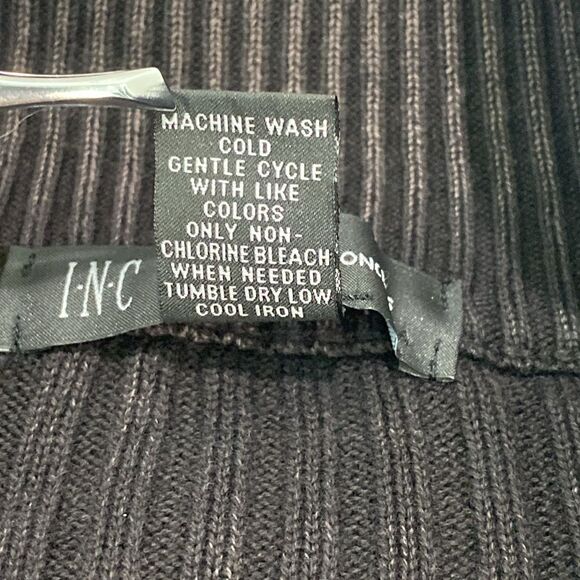 MACHINE WASH
COLD
GENTLE CYCLE
WITH LIKE
COLORS
ONLY NON-
CHLORINE BLEACH
WHEN NEEDED
TUMBLE DRY LOW
COOL IRON
I·N·C